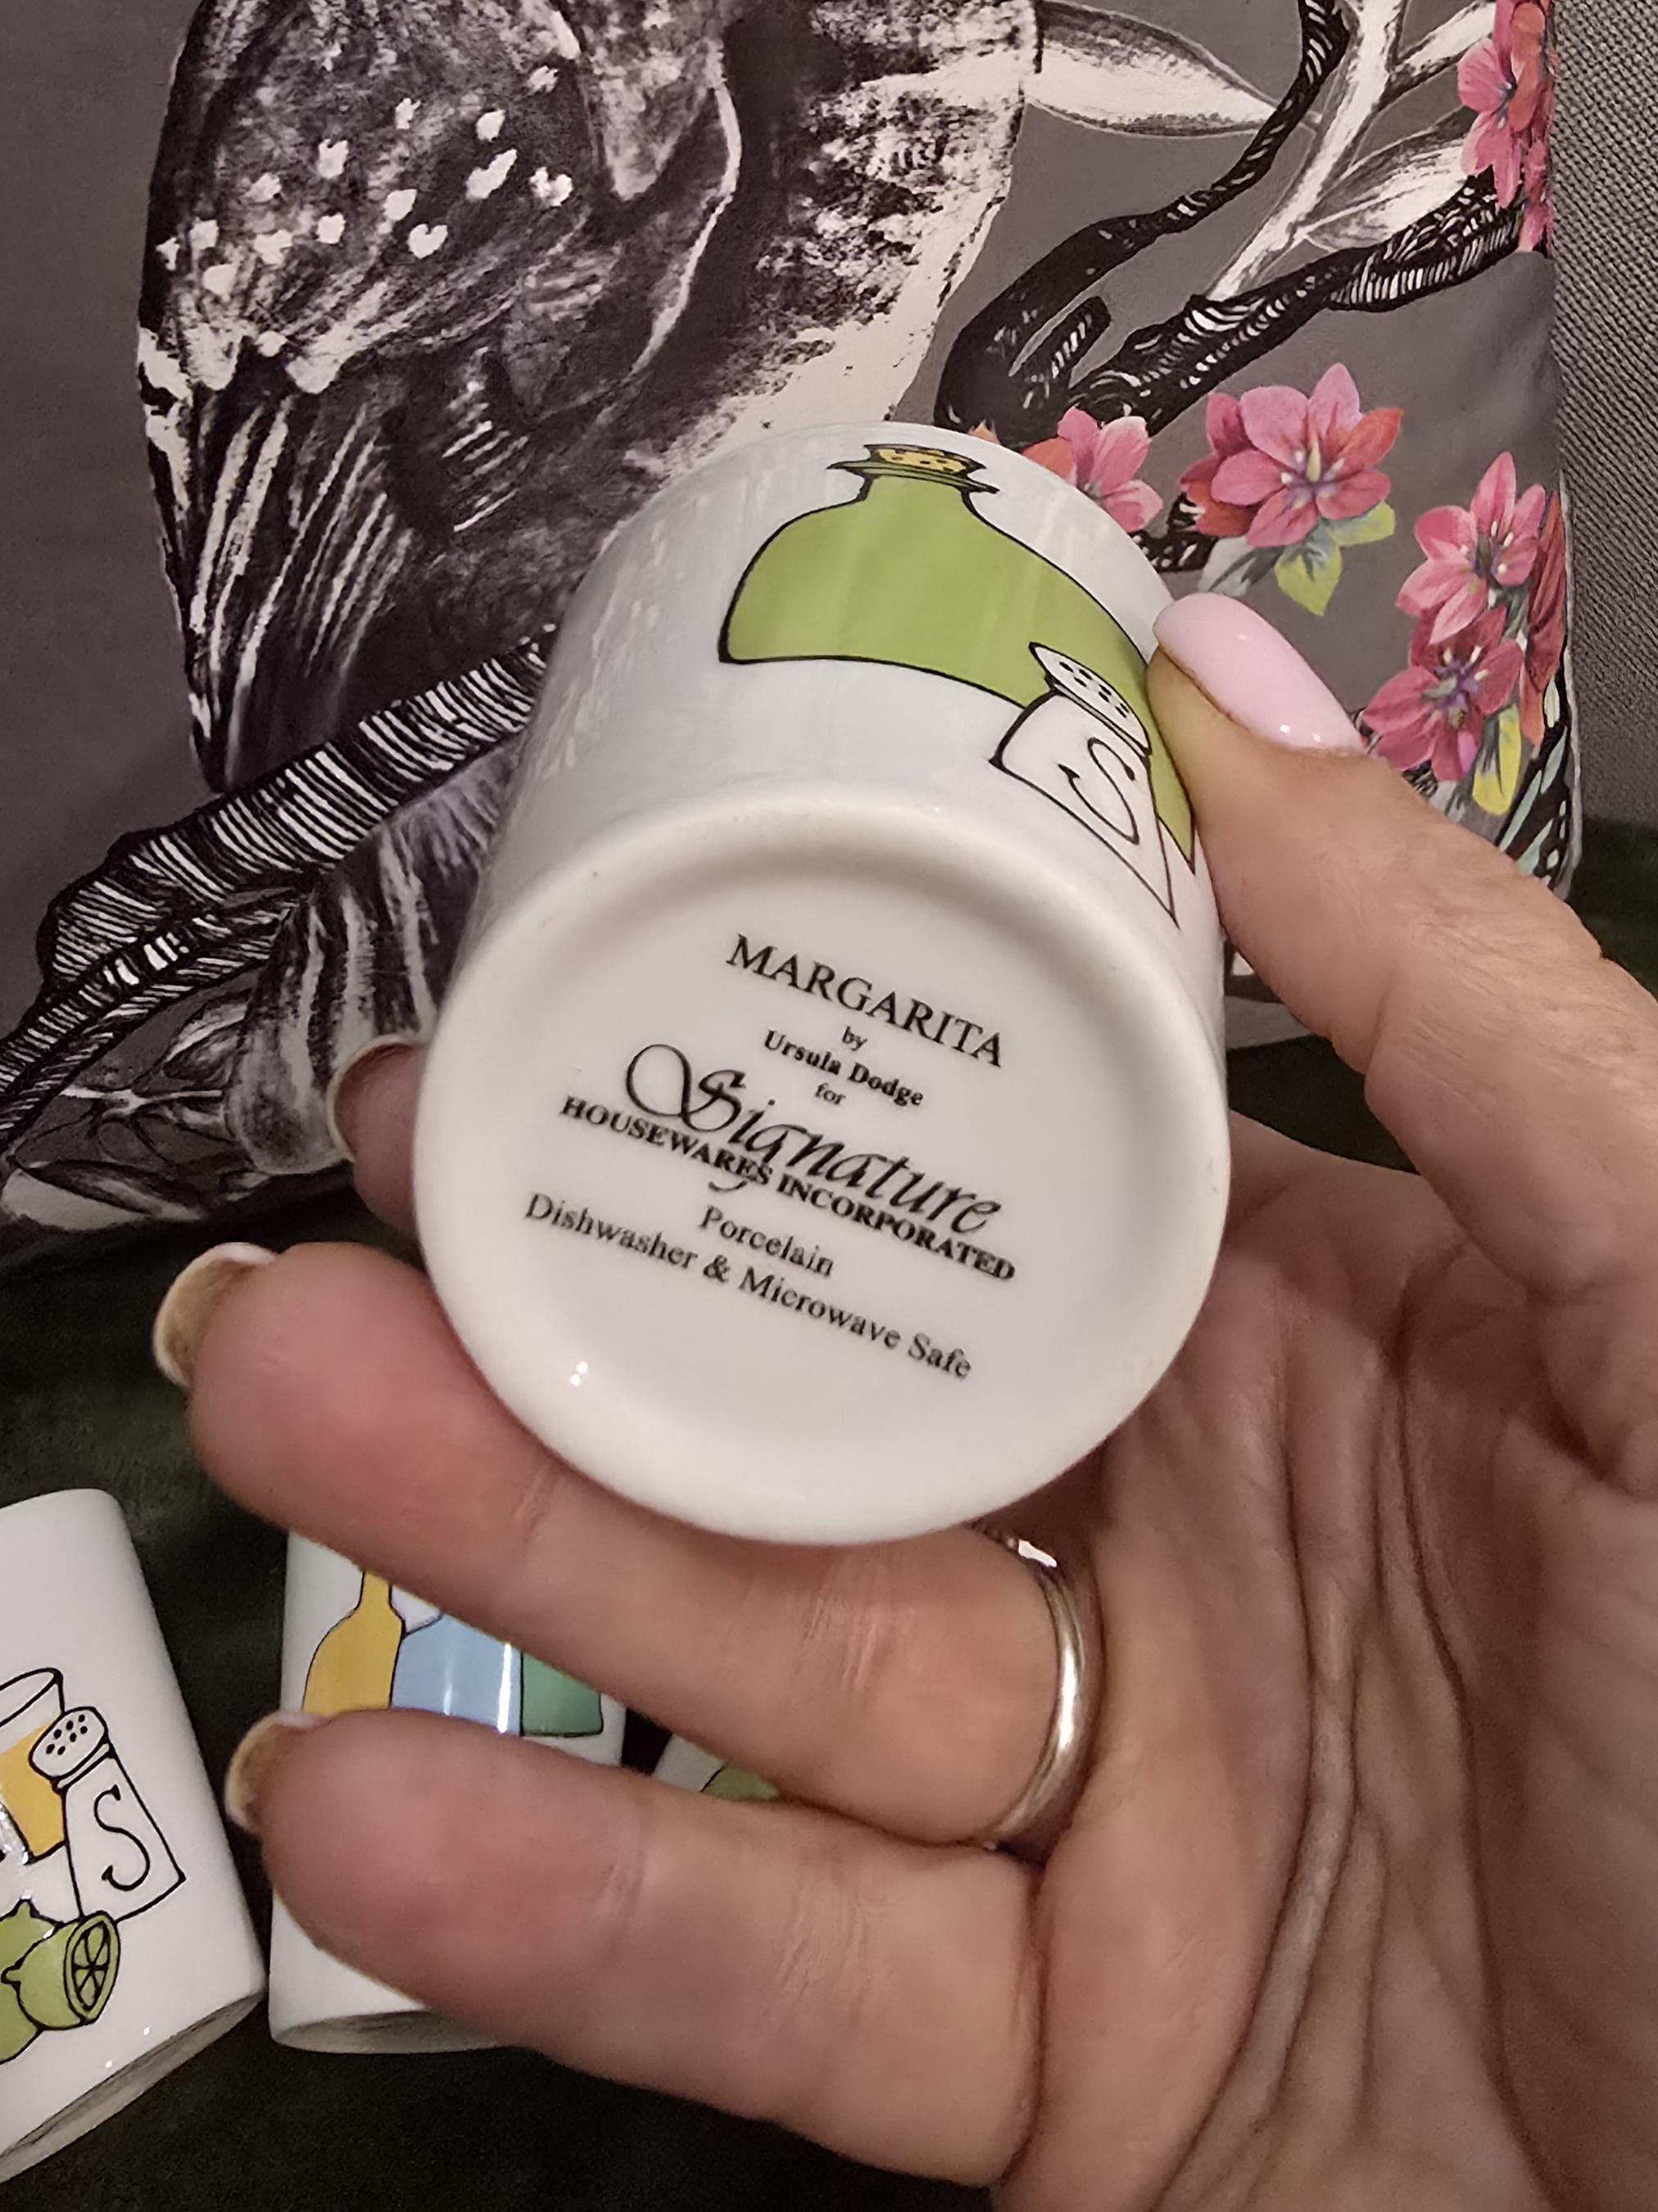 MARGARITA
by
Ursula Dodge
for
Signature
HOUSEWARES INCORPORATED
Porcelain
Dishwasher & Microwave Safe
S
S